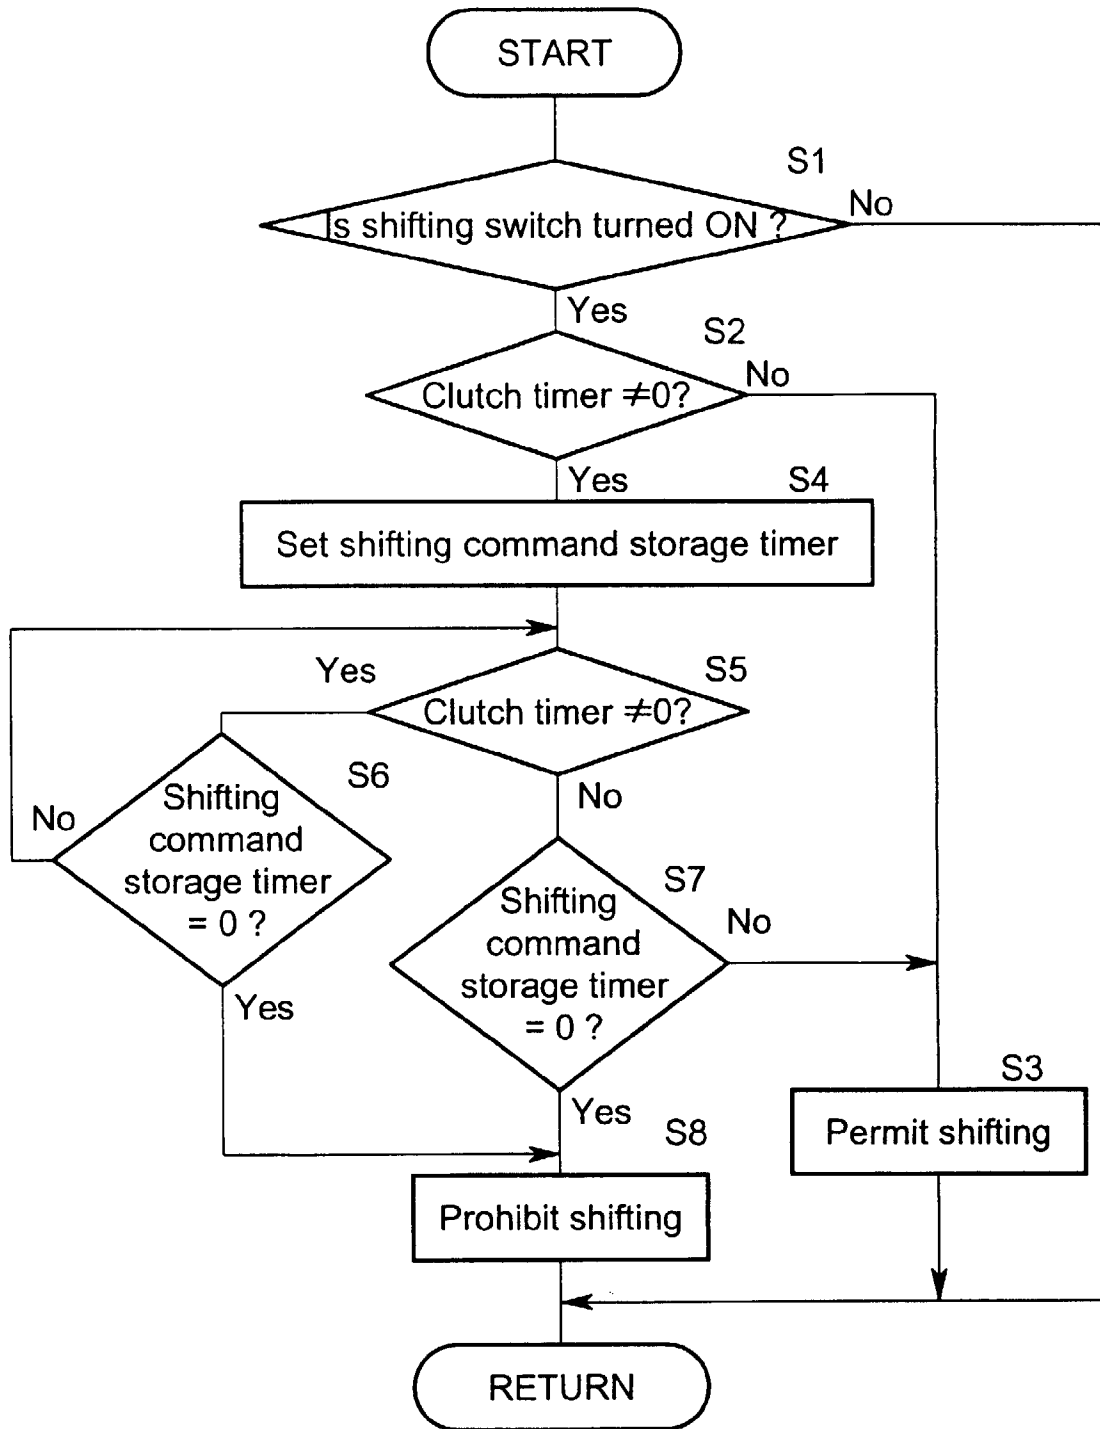 START
S1
Is shifting switch turned ON ?
No
Yes
S2
Clutch timer ≠0?
No
Yes
S4
Set shifting command storage timer
Yes
S5
Clutch timer ≠0?
No
S6
Shifting
command
storage timer
= 0 ?
No
Yes
S7
Shifting
command
storage timer
= 0 ?
No
Yes
S3
Permit shifting
S8
Prohibit shifting
RETURN